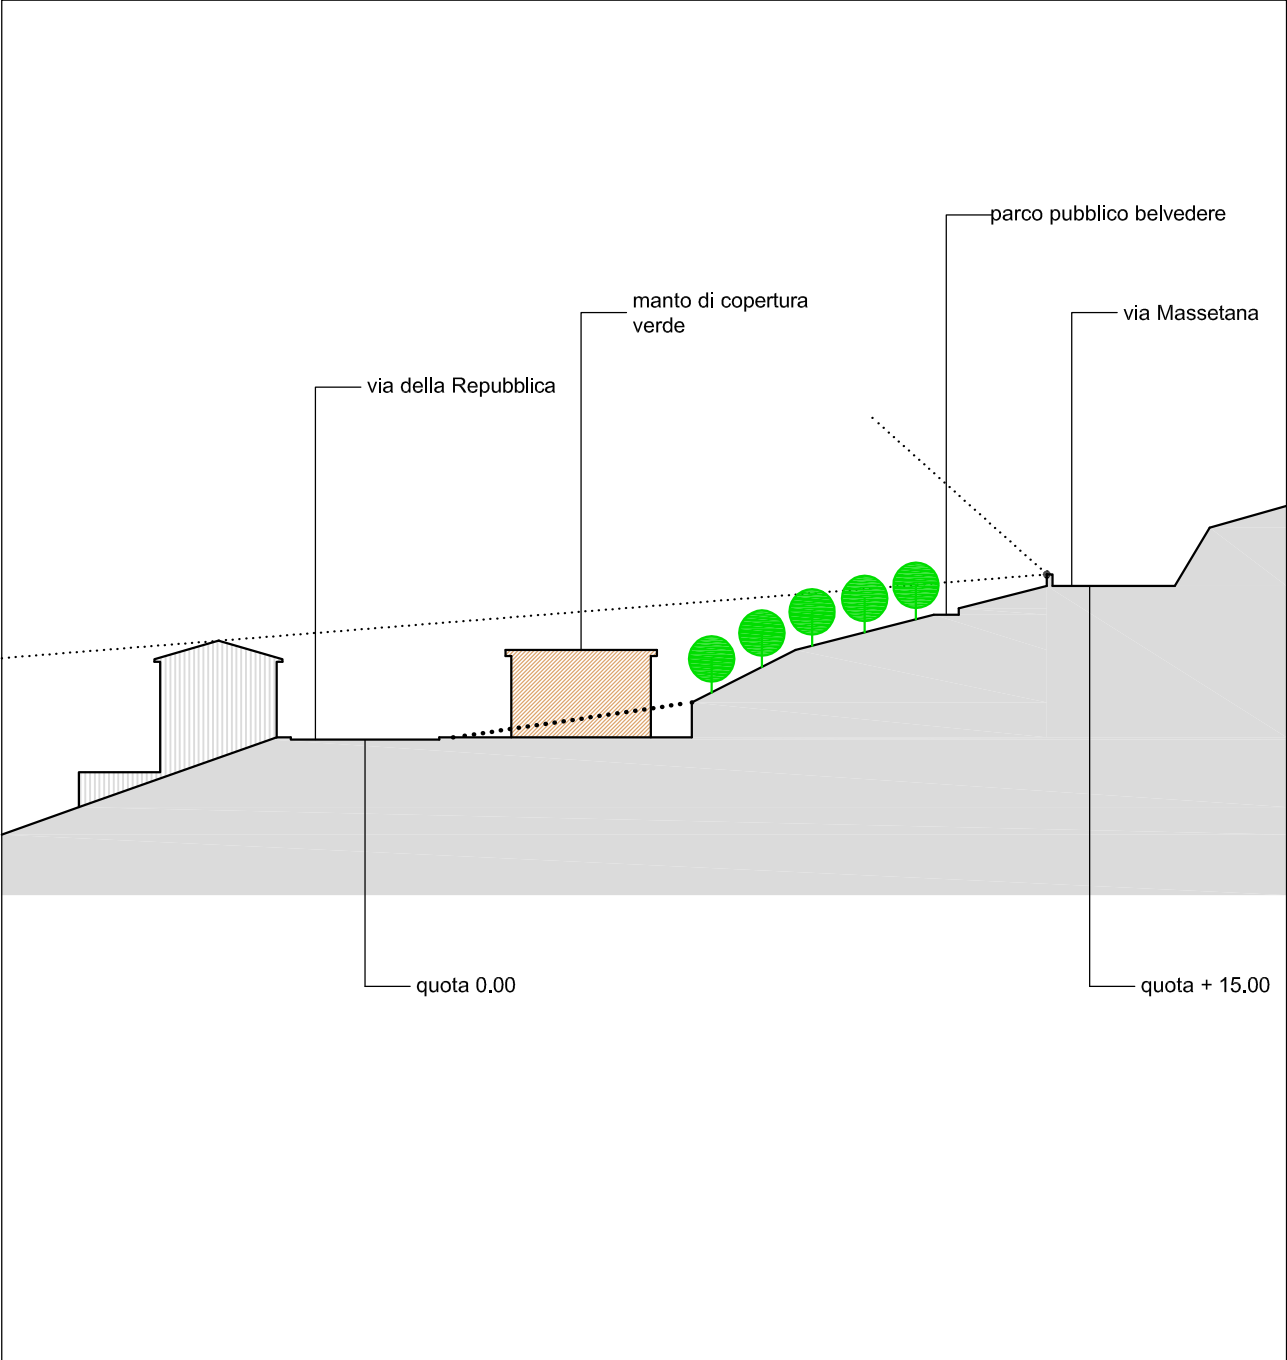 parco pubblico belvedere
manto di copertura
verde
via Massetana
via della Repubblica
quota 0.00
quota + 15.00